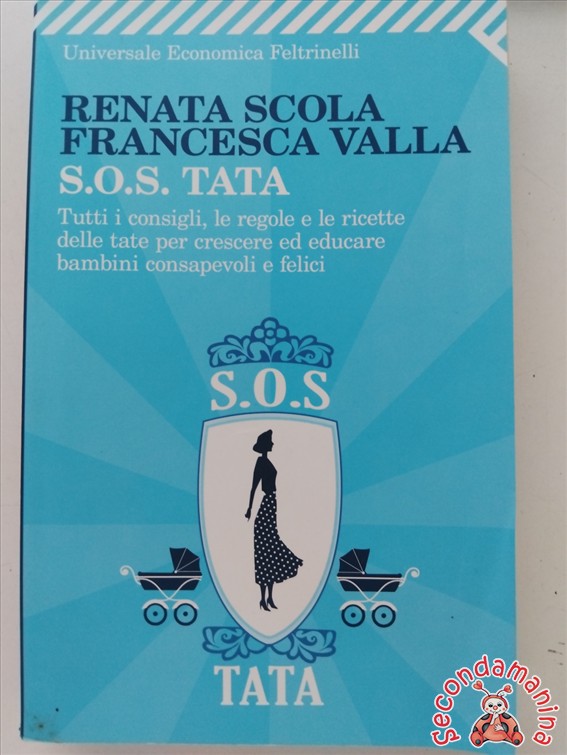 Universale Economica Feltrinelli
RENATA SCOLA
FRANCESCA VALLA
S.O.S. TATA
Tutti i consigli, le regole e le ricette
delle tate per crescere ed educare
bambini consapevoli e felici
S.O.S
TATA
Secondamanina